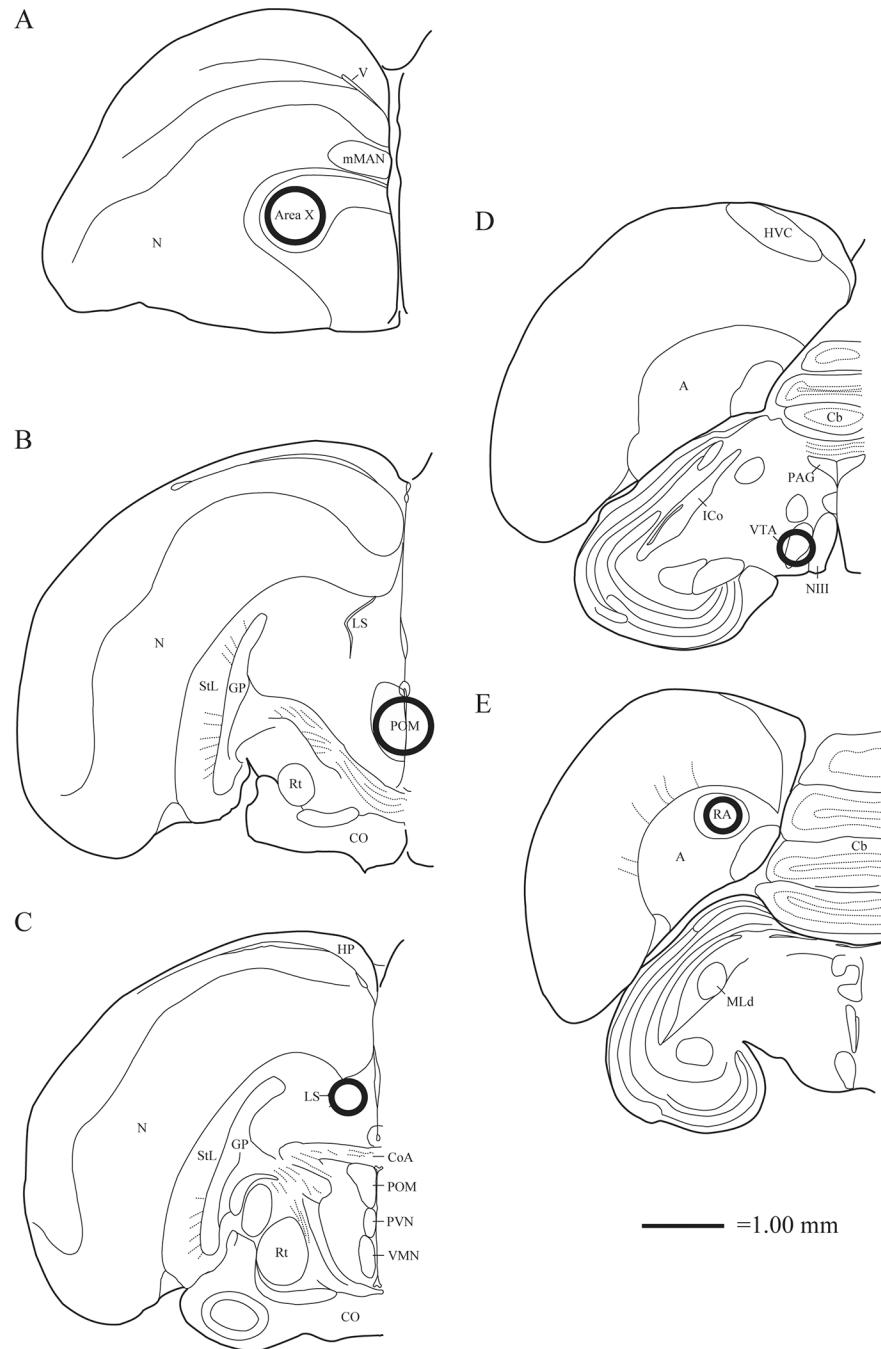 A
V
mMAN
Area X
N
B
LS
N
StL
GP
POM
Rt
CO
C
HP
LS
N
StL
GP
CoA
POM
PVN
Rt
VMN
CO
D
HVC
A
Cb
PAG
ICo
VTA
NIII
E
RA
Cb
A
MLd
=1.00 mm